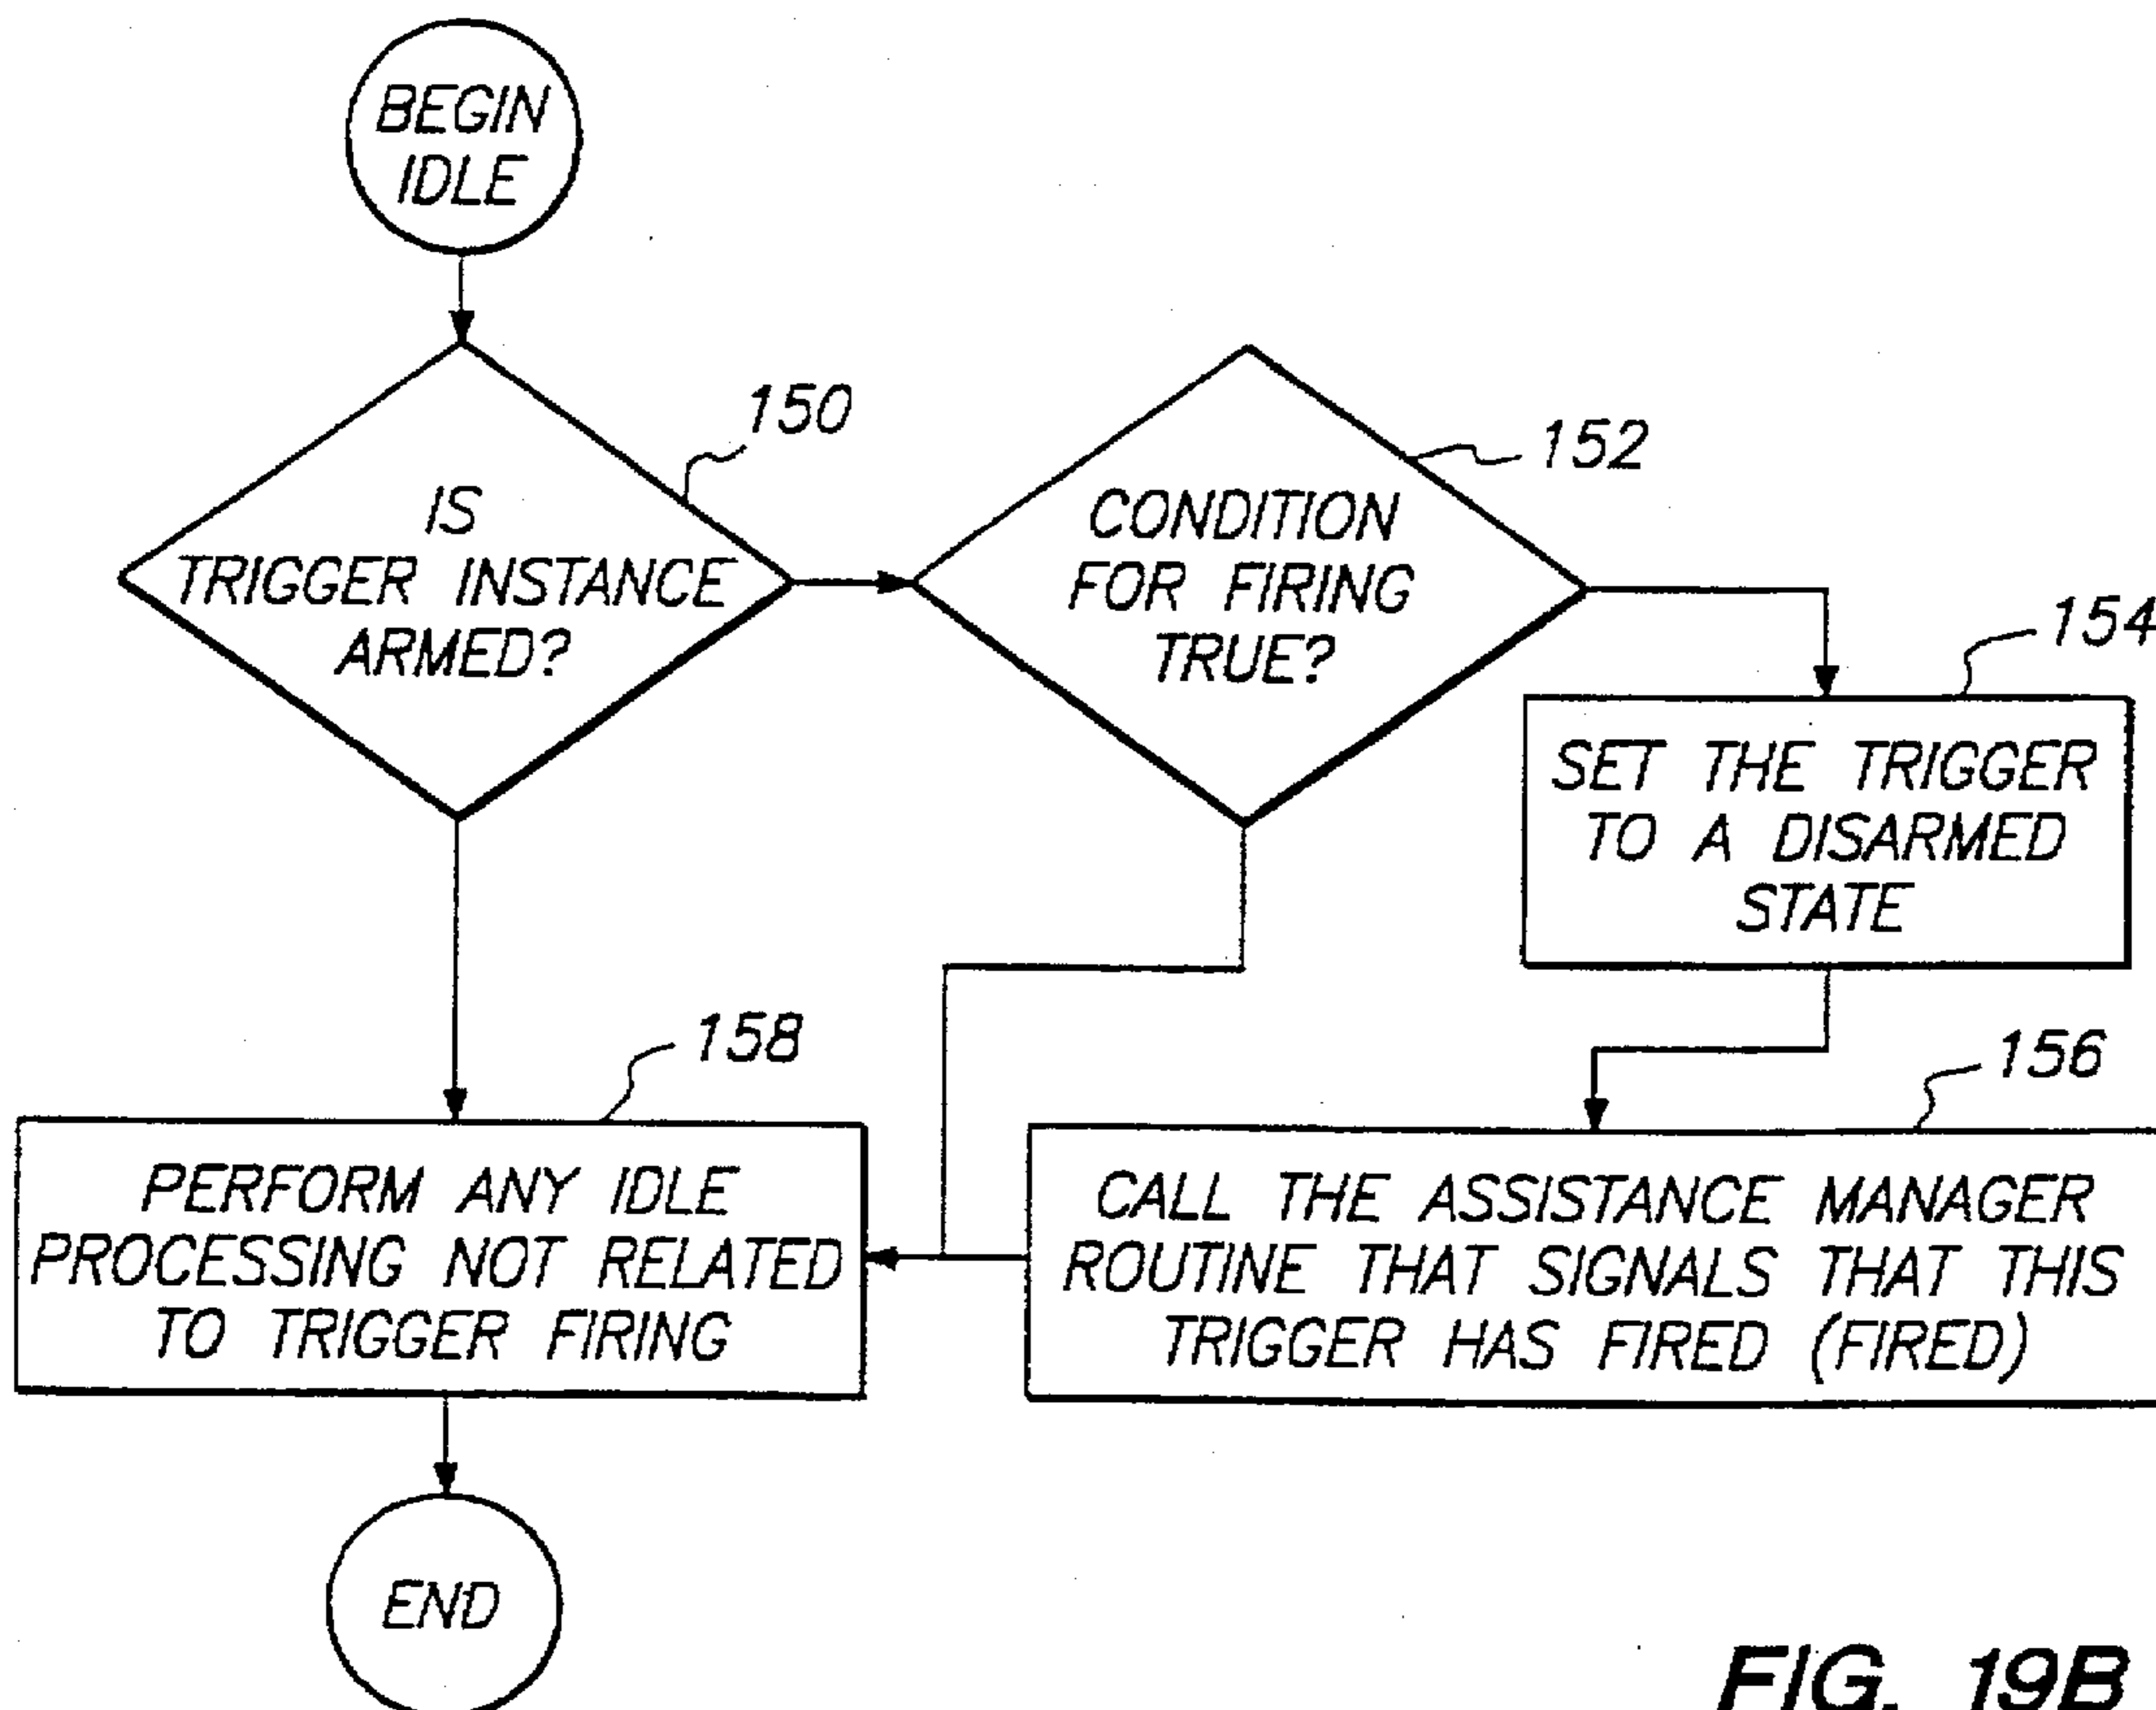 BEGIN
IDLE
150
IS
TRIGGER INSTANCE
ARMED?
152
CONDITION
FOR FIRING
TRUE?
154
SET THE TRIGGER
TO A DISARMED
STATE
158
PERFORM ANY IDLE
PROCESSING NOT RELATED
TO TRIGGER FIRING
156
CALL THE ASSISTANCE MANAGER
ROUTINE THAT SIGNALS THAT THIS
TRIGGER HAS FIRED (FIRED)
END
FIG. 19B